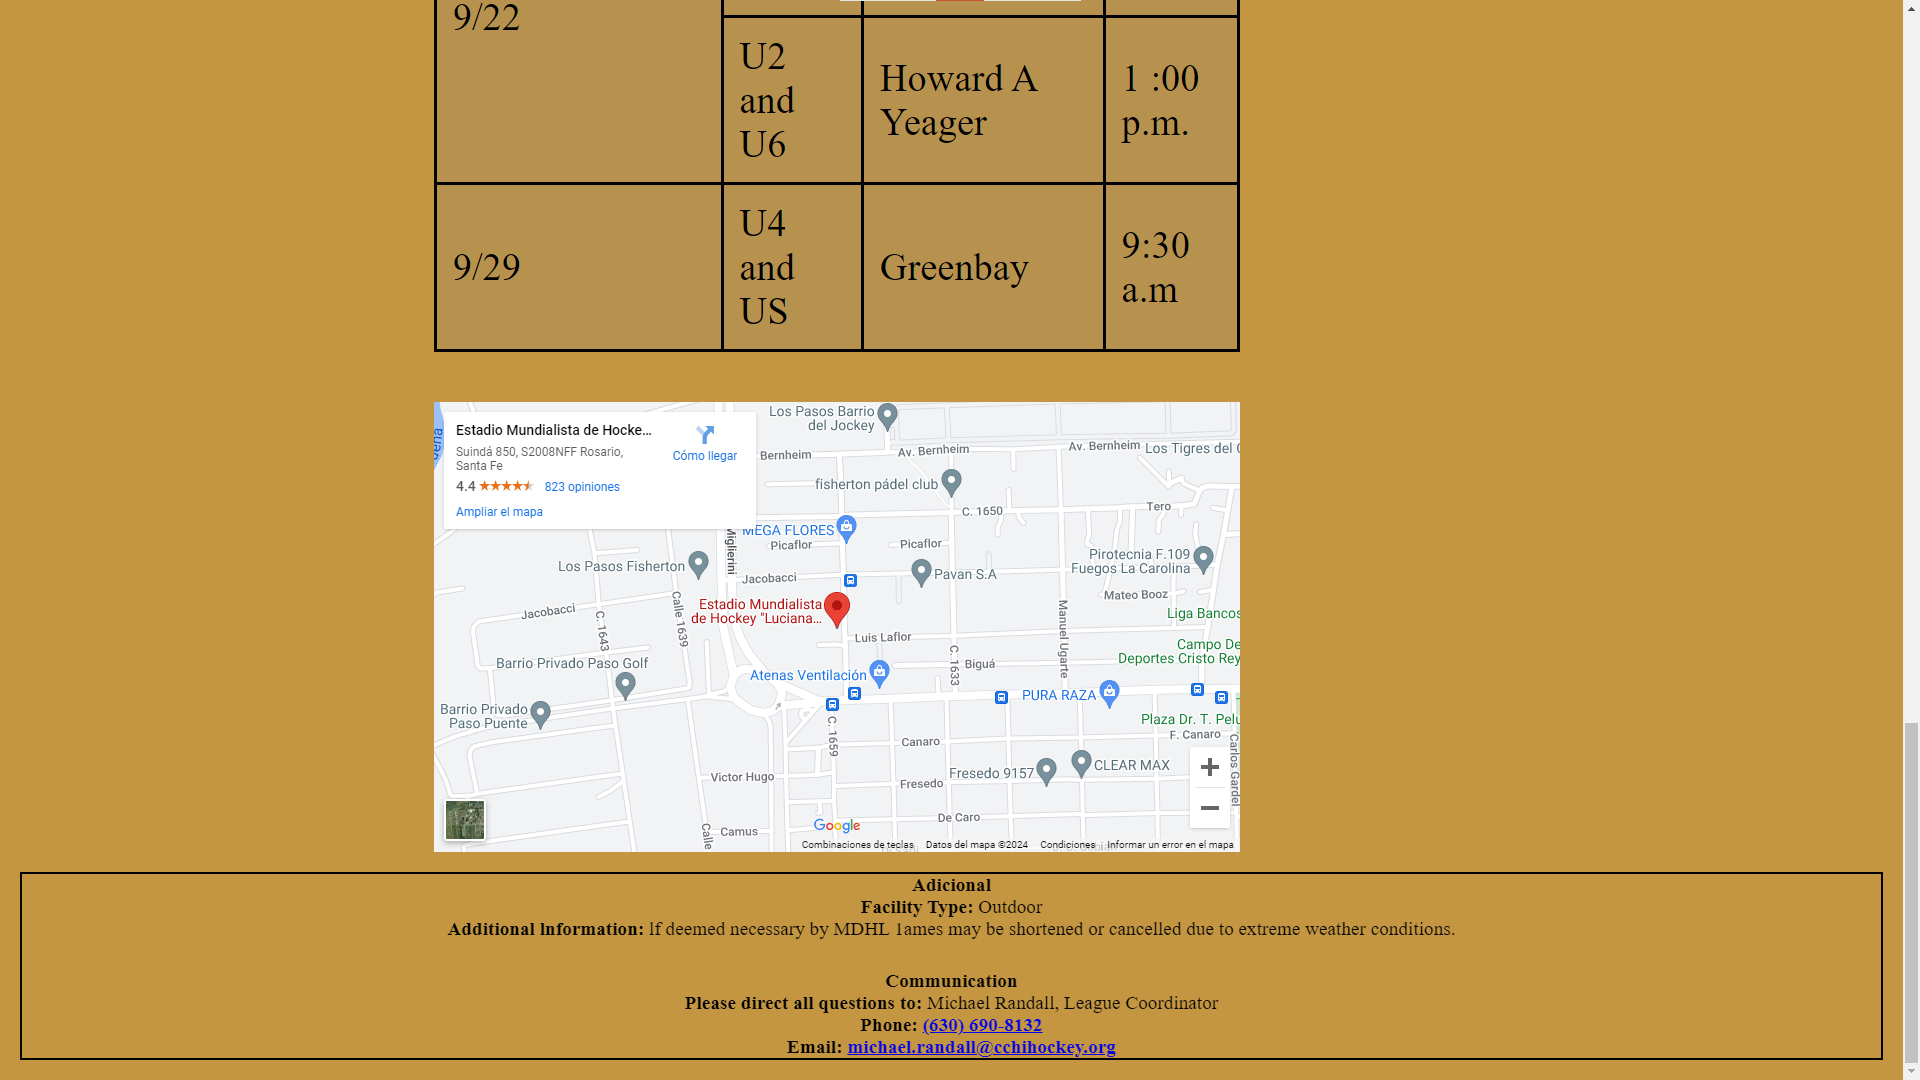 9/22
U2
and
U6
Howard A
Yeager
1 :00
p.m.
9/29
U4
and
US
Greenbay
9:30
a.m
Estadio Mundialista de Hocke...
Suindá 850, S2008NFF Rosario,
Santa Fe
4.4
823 opiniones
Ampliar el mapa
Cómo llegar
Los Pasos Barrio
del Jockey
Bernheim
Av. Bernheim
Av. Bernheim
Los Tigres del
fisherton pádel club
C. 1650
Tero
MEGA FLORES
Miglierini
Picaflor
Picaflor
Pirotecnia F.109
Fuegos La Carolina
Los Pasos Fisherton
Jacobacci
Pavan S.A
Mateo Booz
Estadio Mundialista
de Hockey "Luciana...
Jacobacci
C. 1643
Calle 1639
Manuel Ugarte
Liga Bancos
Luis Laflor
Campo De
Deportes Cristo Rey
Barrio Privado Paso Golf
C. 1633
Biguá
Atenas Ventilación
PURA RAZA
Barrio Privado
Paso Puente
Plaza Dr. T. Pelu
C. 1659
Canaro
F. Canaro
Carlos Gardel
Victor Hugo
Fresedo 9157
CLEAR MAX
Fresedo
Calle
Camus
De Caro
Google
Combinaciones de teclas
Datos del mapa ©2024
Condiciones
Informar un error en el mapa
Adicional
Facility Type: Outdoor
Additional lnformation: lf deemed necessary by MDHL 1ames may be shortened or cancelled due to extreme weather conditions.
Communication
Please direct all questions to: Michael Randall, League Coordinator
Phone: (630) 690-8132
Email: michael.randall@cchihockey.org